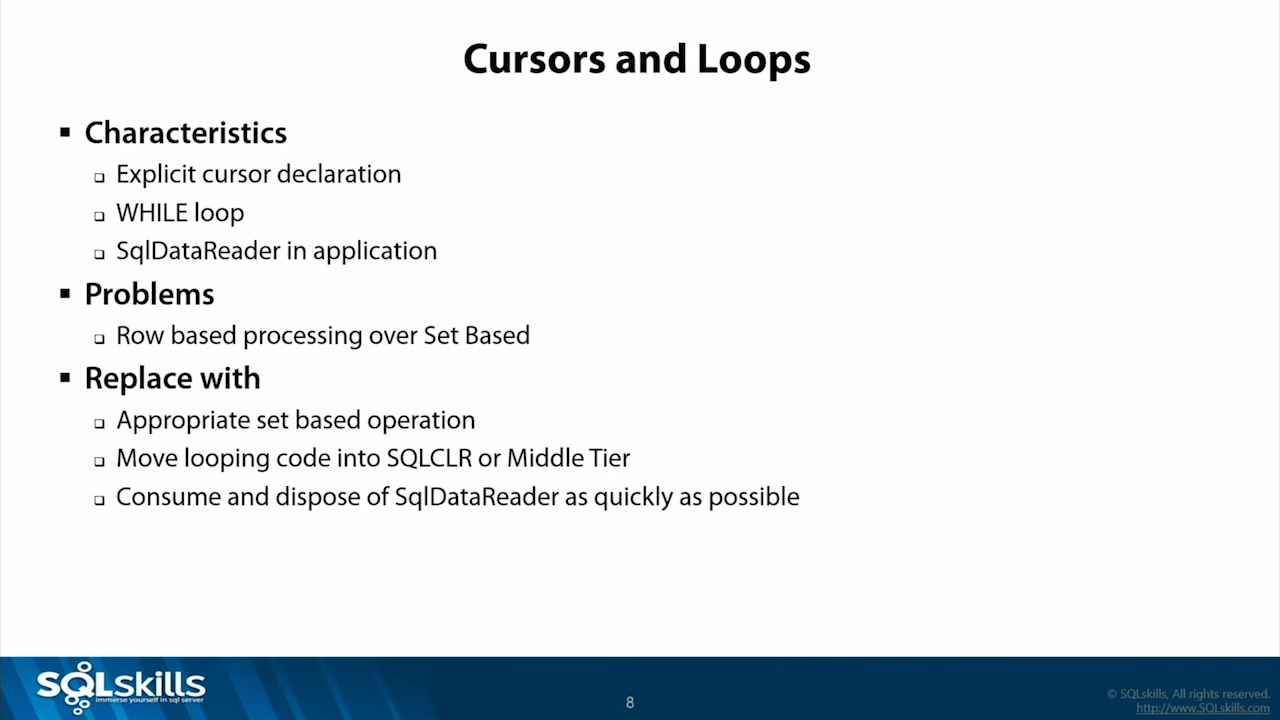 Cursors and Loops
▪ Characteristics
❑ Explicit cursor declaration
❑ WHILE loop
❑ SqlDataReader in application
▪ Problems
❑ Row based processing over Set Based
▪ Replace with
❑ Appropriate set based operation
❑ Move looping code into SQLCLR or Middle Tier
❑ Consume and dispose of SqlDataReader as quickly as possible
SQLskills
immerse yourself in sql server
8
© SQLskills, All rights reserved.
http://www.SQLskills.com